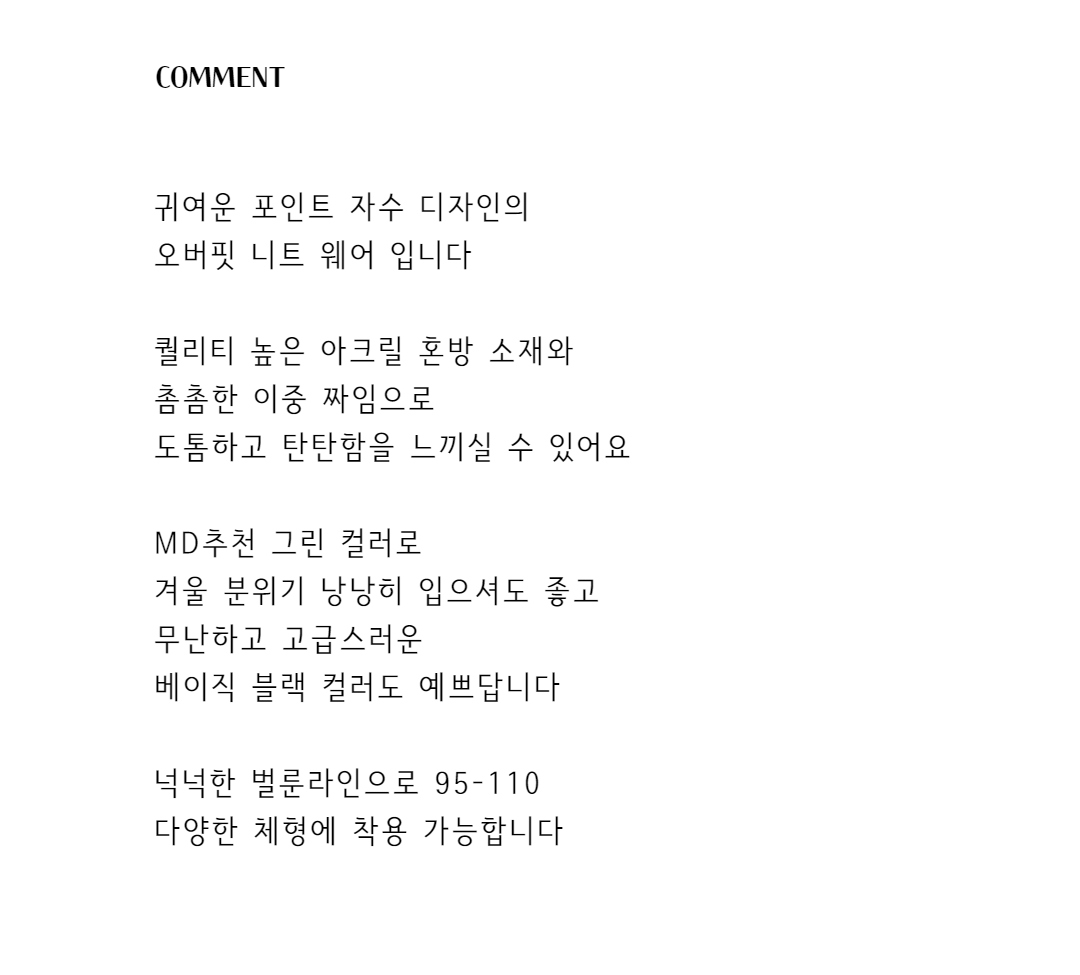 COMMENT
귀여운 포인트 자수 디자인의
오버핏 니트 웨어 입니다
퀄리티 높은 아크릴 혼방 소재와
촘촘한 이중 짜임으로
도톰하고 탄탄함을 느끼실 수 있어요
MD추천 그린 컬러로
겨울 분위기 낭낭히 입으셔도 좋고
무난하고 고급스러운
베이직 블랙 컬러도 예쁘답니다
넉넉한 벌룬라인으로 95-110
다양한 체형에 착용 가능합니다